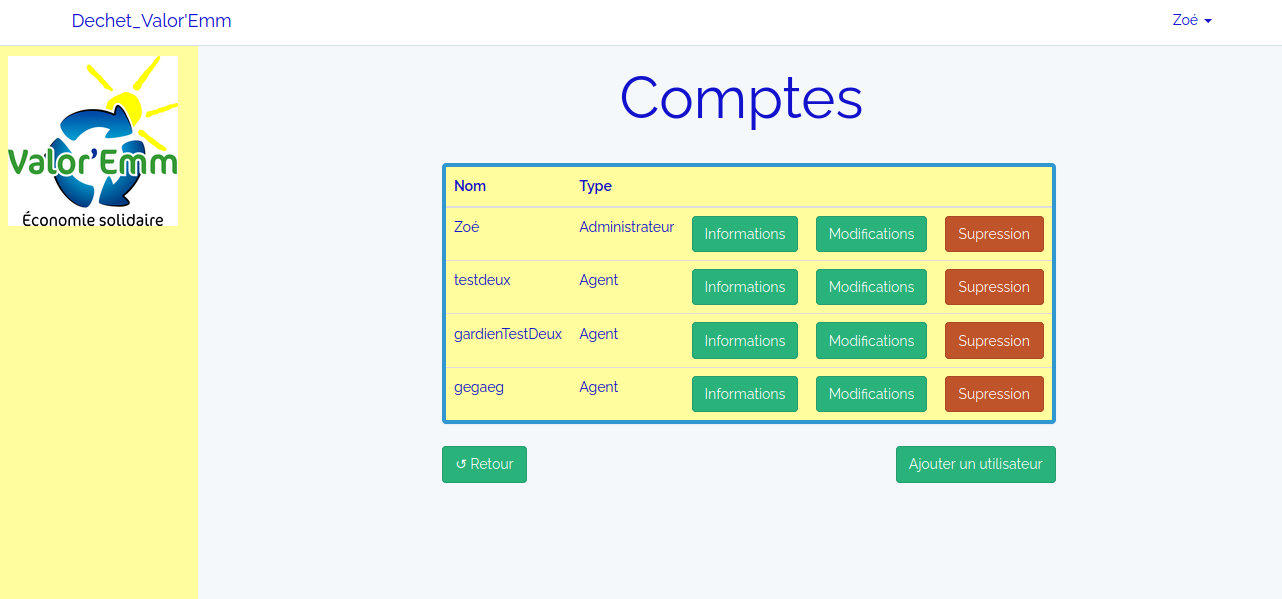 Dechet_Valor'Emm
Zoé
Valor'Emm
Économie solidaire
Comptes
Nom Type
Zoé Administrateur Informations Modifications Supression
testdeux Agent Informations Modifications Supression
gardienTestDeux Agent Informations Modifications Supression
gegaeg Agent Informations Modifications Supression
↺ Retour Ajouter un utilisateur